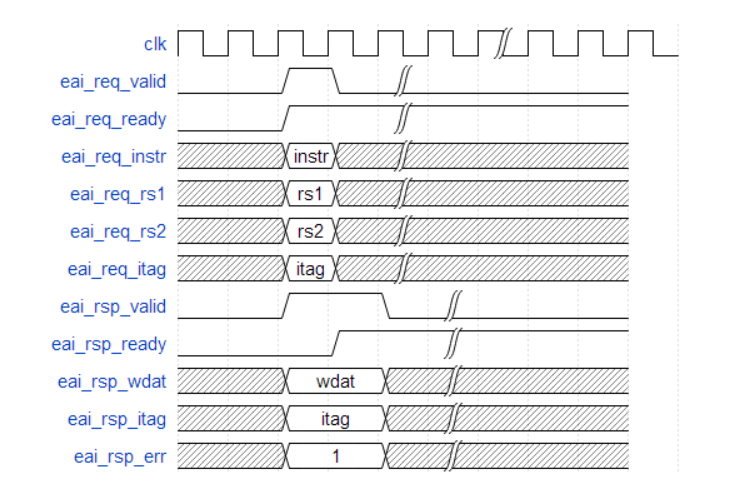 clk
eai_req_valid
eai_req_ready
eai_req_instr instr
eai_req_rs1 rs1
eai_req_rs2 rs2
eai_req_itag itag
eai_rsp_valid
eai_rsp_ready
eai_rsp_wdat wdat
eai_rsp_itag itag
eai_rsp_err 1